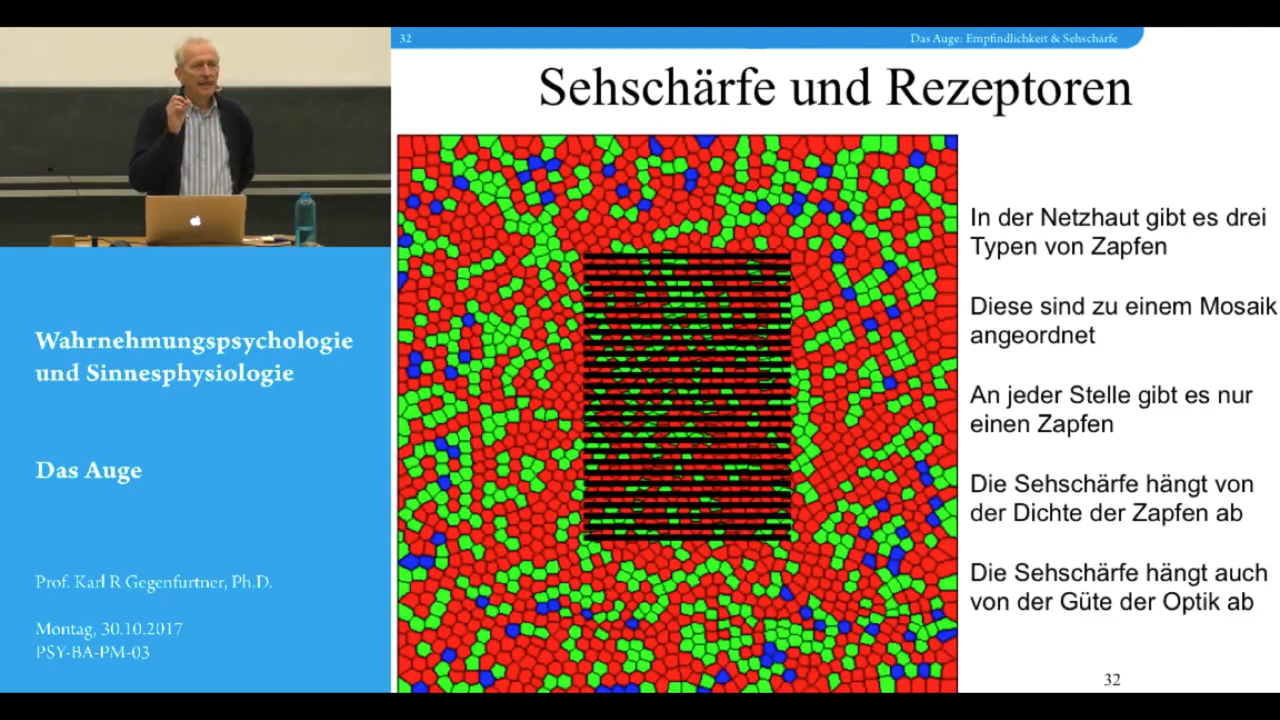 32
Das Auge: Empfindlichkeit & Sehschärfe
Sehschärfe und Rezeptoren
In der Netzhaut gibt es drei
Typen von Zapfen
Diese sind zu einem Mosaik
angeordnet
An jeder Stelle gibt es nur
einen Zapfen
Die Sehschärfe hängt von
der Dichte der Zapfen ab
Die Sehschärfe hängt auch
von der Güte der Optik ab
32
Wahrnehmungspsychologie
und Sinnesphysiologie
Das Auge
Prof. Karl R Gegenfurtner, Ph.D.
Montag, 30.10.2017
PSY-BA-PM-03